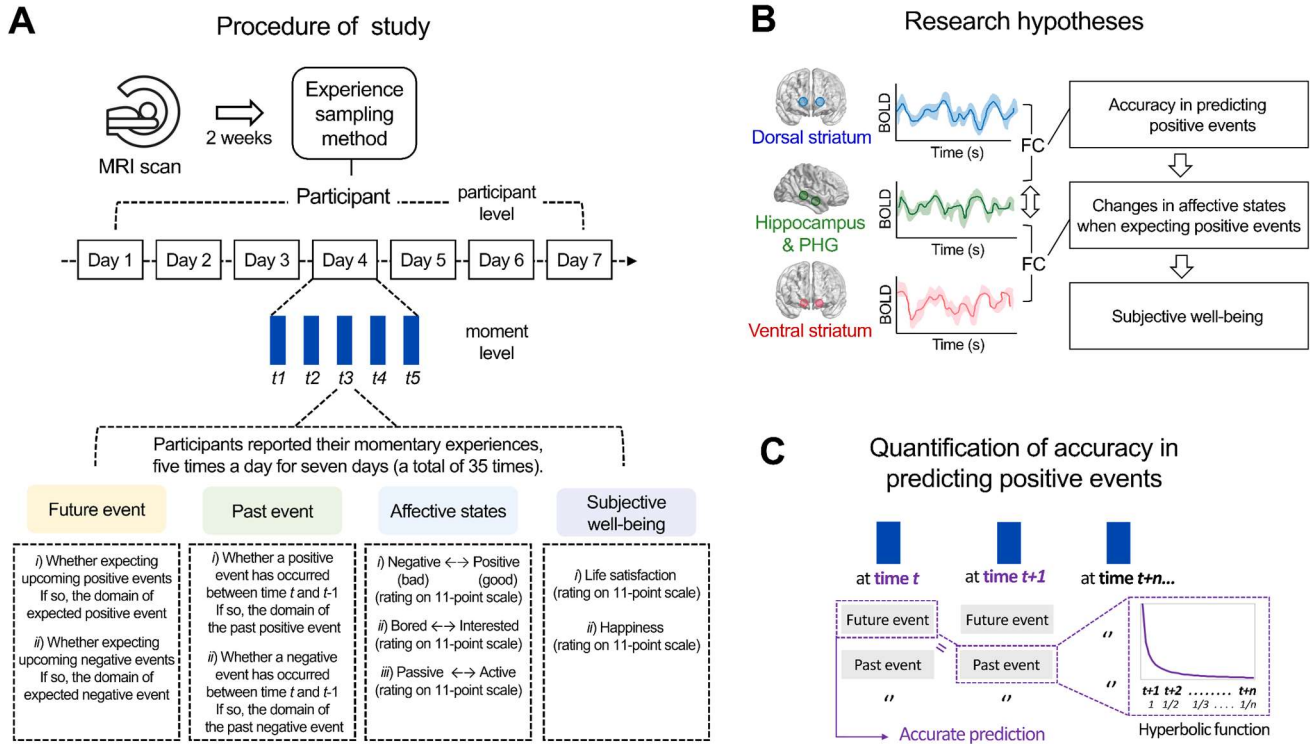 A
Procedure of study
MRI scan
2 weeks
Experience
sampling
method
Participant
participant
level
Day 1
Day 2
Day 3
Day 4
Day 5
Day 6
Day 7
t1
t2
t3
t4
t5
moment
level
Participants reported their momentary experiences,
five times a day for seven days (a total of 35 times).
Future event
i) Whether expecting
upcoming positive events
If so, the domain of
expected positive event
ii) Whether expecting
upcoming negative events
If so, the domain of
expected negative event
Past event
i) Whether a positive
event has occurred
between time t and t-1
If so, the domain of
the past positive event
ii) Whether a negative
event has occurred
between time t and t-1
If so, the domain of
the past negative event
Affective states
i) Negative ←→ Positive
(bad) (good)
(rating on 11-point scale)
ii) Bored ←→ Interested
(rating on 11-point scale)
iii) Passive ←→ Active
(rating on 11-point scale)
Subjective
well-being
i) Life satisfaction
(rating on 11-point scale)
ii) Happiness
(rating on 11-point scale)
B
Research hypotheses
Dorsal striatum
BOLD
Time (s)
Hippocampus
& PHG
BOLD
Time (s)
Ventral striatum
BOLD
Time (s)
FC
FC
Accuracy in predicting
positive events
Changes in affective states
when expecting positive events
Subjective well-being
C
Quantification of accuracy in
predicting positive events
at time t
at time t+1
at time t+n...
Future event
Future event
〃
=
Past event
Past event
〃
〃
〃
Accurate prediction
t+1 t+2 ........ t+n
1 1/2 1/3 .... 1/n
Hyperbolic function